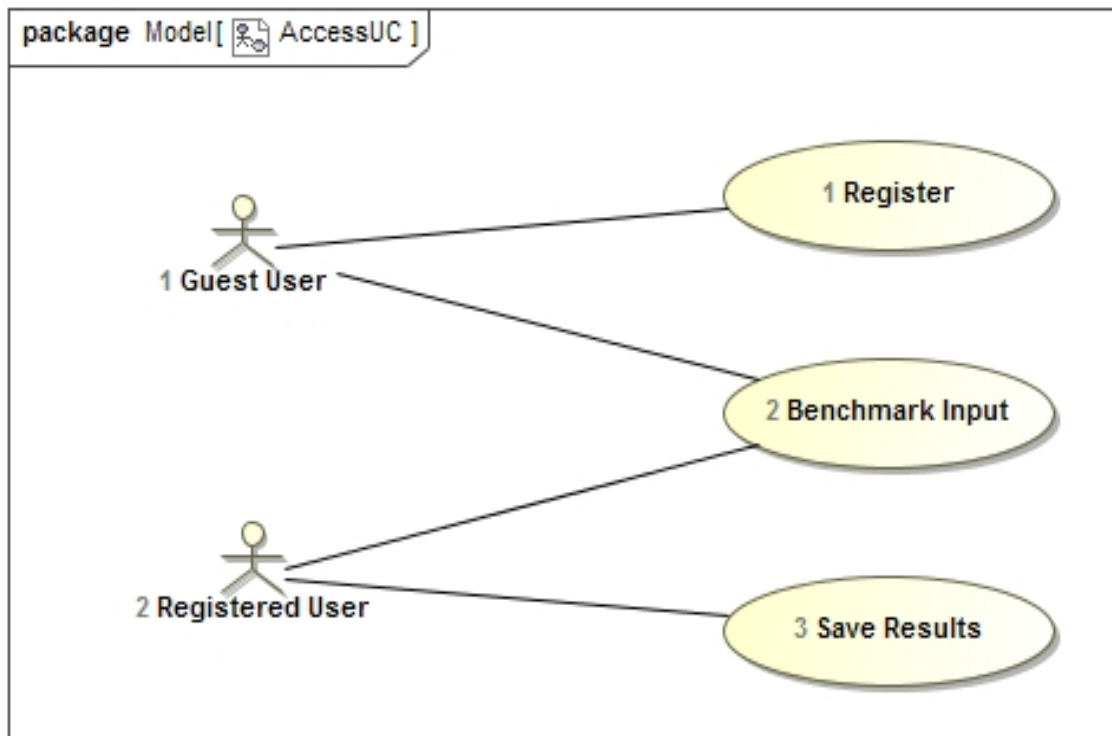 package Model[ AccessUC ]
1 Register
1 Guest User
2 Benchmark Input
2 Registered User
3 Save Results